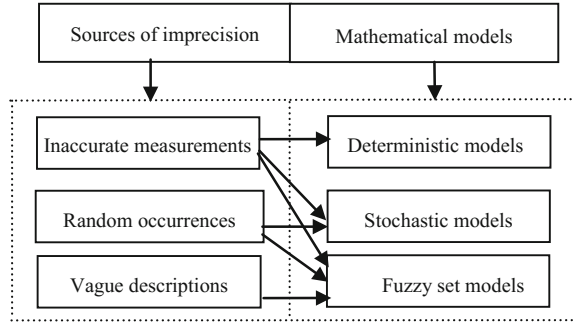 Sources of imprecision
Mathematical models
Inaccurate measurements
Deterministic models
Random occurrences
Stochastic models
Vague descriptions
Fuzzy set models